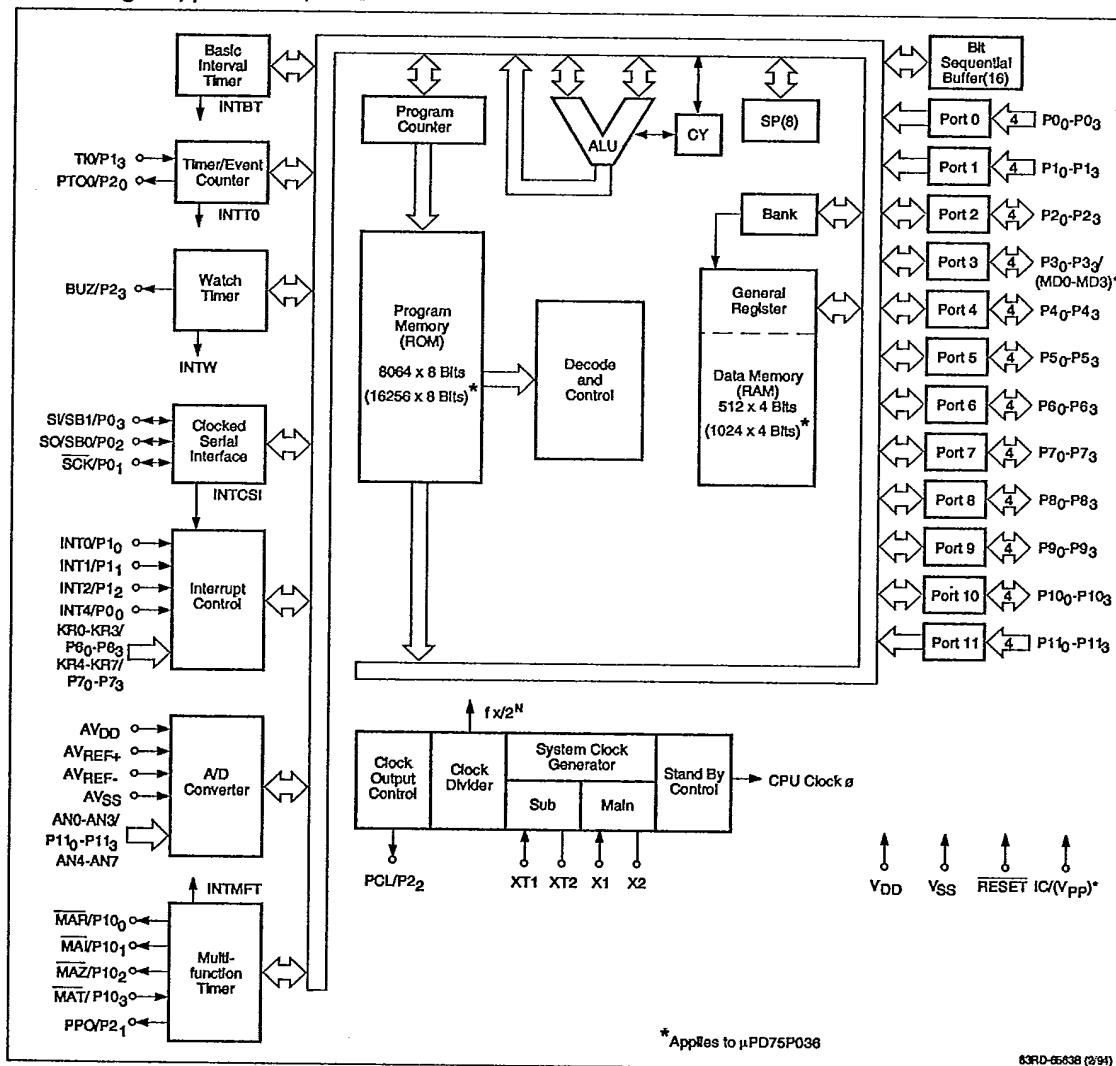 Basic
Interval
Timer
INTBT
TI0/P13
PTO0/P20
Timer/Event
Counter
INTT0
BUZ/P23
Watch
Timer
INTW
SI/SB1/P03
SO/SB0/P02
SCK/P01
Clocked
Serial
Interface
INTCSI
INT0/P10
INT1/P11
INT2/P12
INT4/P00
KR0-KR3/
P60-P63
KR4-KR7/
P70-P73
Interrupt
Control
AVDD
AVREF+
AVREF-
AVSS
AN0-AN3/
P110-P113
AN4-AN7
A/D
Converter
INTMFT
MAR/P100
MAI/P101
MAZ/P102
MAT/P103
PPO/P21
Multi-
function
Timer
Program
Counter
ALU
CY
SP(8)
Bank
Program
Memory
(ROM)
8064 x 8 Bits
(16256 x 8 Bits)*
Decode
and
Control
General
Register
Data Memory
(RAM)
512 x 4 Bits
(1024 x 4 Bits)*
fx/2N
Clock
Output
Control
Clock
Divider
System Clock
Generator
Sub
Main
Stand By
Control
CPU Clock ø
PCL/P22
XT1
XT2
X1
X2
Bit
Sequential
Buffer(16)
Port 0 4 P00-P03
Port 1 4 P10-P13
Port 2 4 P20-P23
Port 3 4 P30-P33/
(MD0-MD3)*
Port 4 4 P40-P43
Port 5 4 P50-P53
Port 6 4 P60-P63
Port 7 4 P70-P73
Port 8 4 P80-P83
Port 9 4 P90-P93
Port 10 4 P100-P103
Port 11 4 P110-P113
VDD
VSS
RESET
IC/(VPP)*
*Applies to µPD75P036
83RD-6563B (2/94)